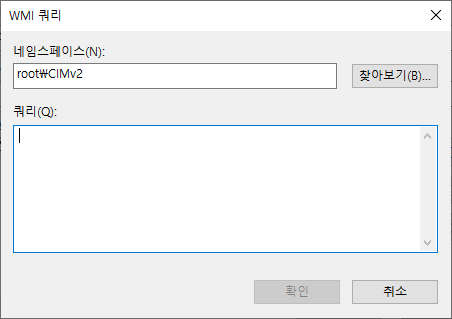 WMI 쿼리
네임스페이스(N):
root₩CIMv2
찾아보기(B)...
쿼리(Q):
확인
취소